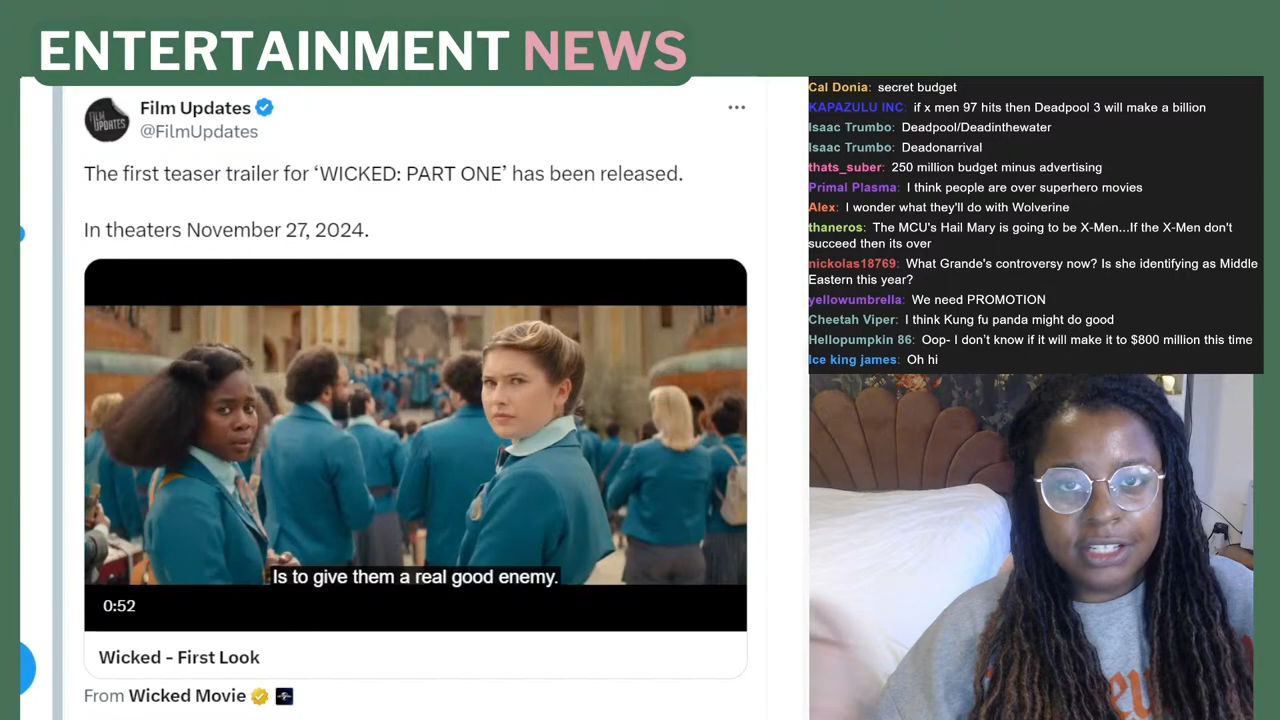 ENTERTAINMENT NEWS
Film Updates
@FilmUpdates
The first teaser trailer for ‘WICKED: PART ONE’ has been released.
In theaters November 27, 2024.
Is to give them a real good enemy.
0:52
Wicked - First Look
From Wicked Movie
Cal Donia: secret budget
KAPAZULU INC: if x men 97 hits then Deadpool 3 will make a billion
Isaac Trumbo: Deadpool/Deadinthewater
Isaac Trumbo: Deadonarrival
thats_suber: 250 million budget minus advertising
Primal Plasma: I think people are over superhero movies
Alex: I wonder what they'll do with Wolverine
thaneros: The MCU's Hail Mary is going to be X-Men...If the X-Men don't
succeed then its over
nickolas18769: What Grande's controversy now? Is she identifying as Middle
Eastern this year?
yellowumbrella: We need PROMOTION
Cheetah Viper: I think Kung fu panda might do good
Hellopumpkin 86: Oop- I don't know if it will make it to $800 million this time
Ice king james: Oh hi